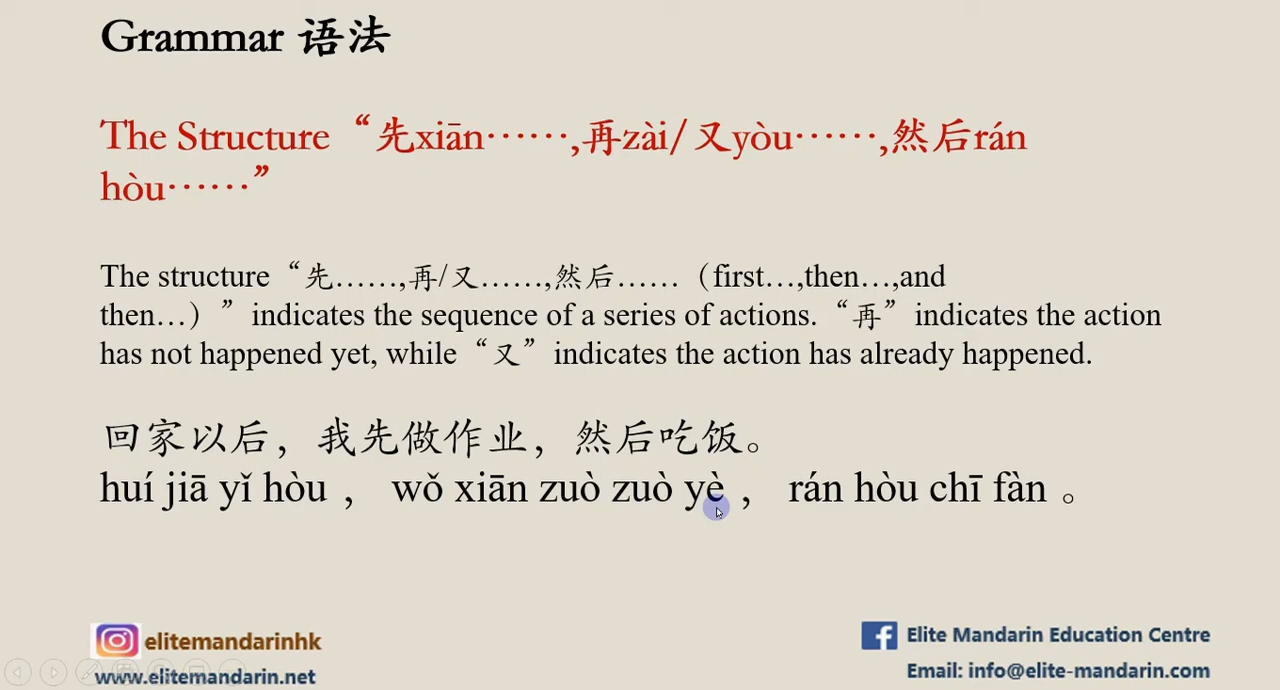 Grammar 语法
The Structure “先xiān……,再zài/又yòu……,然后rán
hòu……”
The structure “先……,再/又……,然后……（first…,then…,and
then…）”indicates the sequence of a series of actions. “再”indicates the action
has not happened yet, while “又”indicates the action has already happened.
回家以后，我先做作业，然后吃饭。
huí jiā yǐ hòu ， wǒ xiān zuò zuò yè ， rán hòu chī fàn 。
elitemandarinhk
www.elitemandarin.net
Elite Mandarin Education Centre
Email: info@elite-mandarin.com